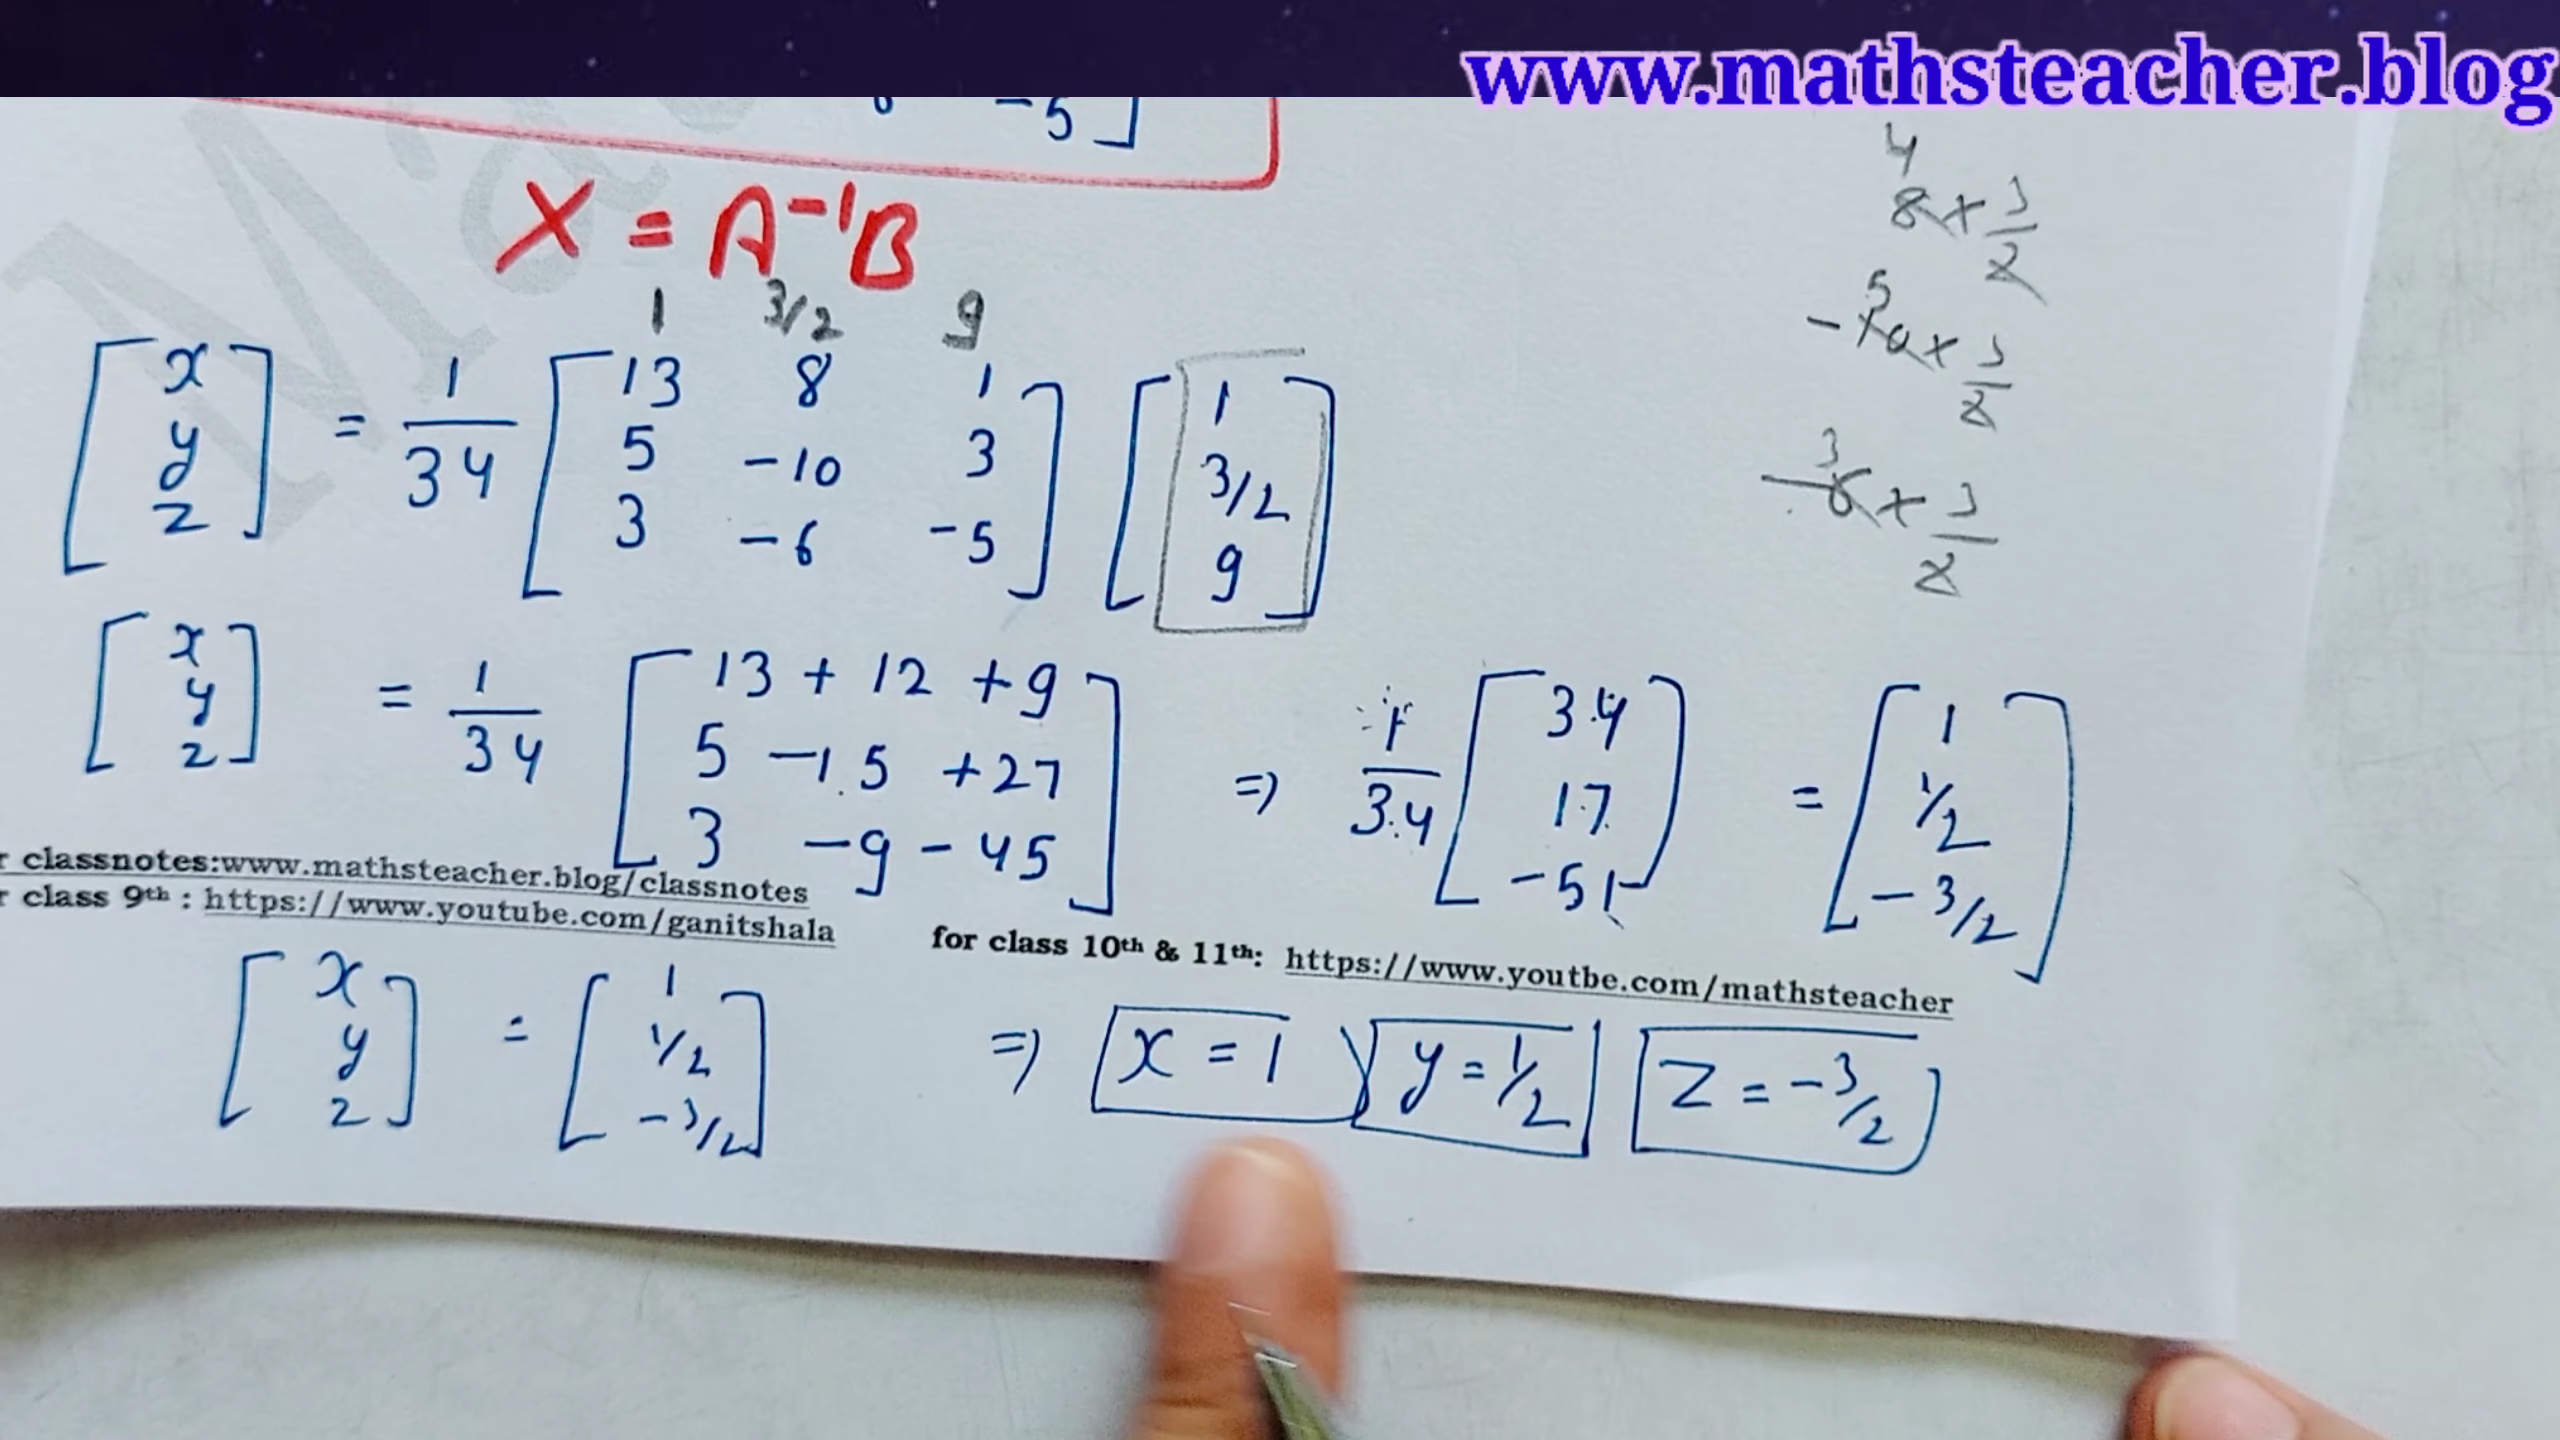 www.mathsteacher.blog
-5 ]
X = A⁻¹B
1 3/2 9
[ x y z ] = 1/34 [ 13 8 1
5 -10 3
3 -6 -5 ] [ 1 3/2 9 ]
4
8 × 3/2
5
-10 × 3/2
3
-6 × 3/2
[ x y z ] = 1/34 [ 13 + 12 + 9
5 -15 +27
3 -9 - 45 ] ⇒ 1/34 [ 34 17 -51 ] = [ 1 1/2 -3/2 ]
r classnotes:www.mathsteacher.blog/classnotes
r class 9th : https://www.youtube.com/ganitshala
for class 10th & 11th: https://www.youtbe.com/mathsteacher
[ x y z ] = [ 1 1/2 -3/2 ] ⇒ x = 1 y = 1/2 z = -3/2